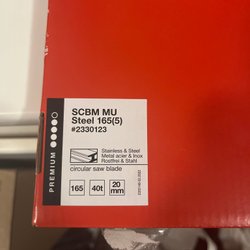 SCBM MU
Steel 165(5)
#2330123
PREMIUM
Stainless & Steel
Metal acier & Inox
Rostfrei & Stahl
circular saw blade
165
40t
20
mm